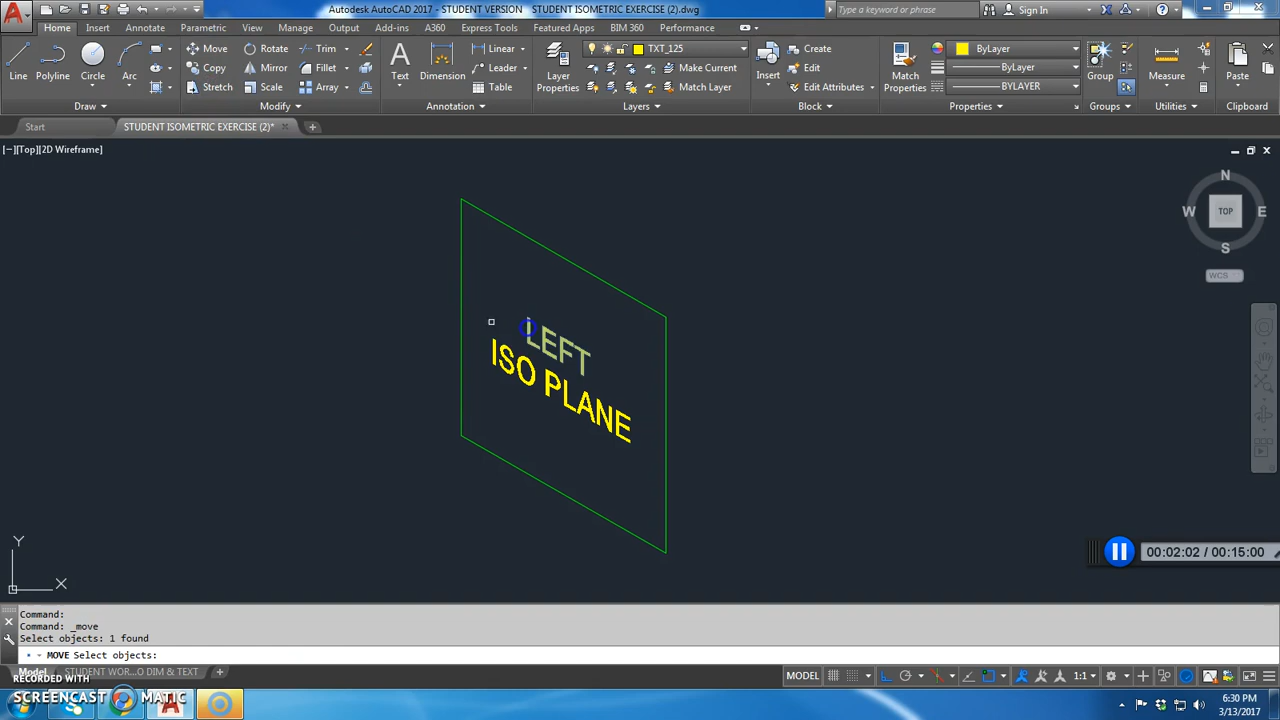 Autodesk AutoCAD 2017 - STUDENT VERSION STUDENT ISOMETRIC EXERCISE (2).dwg
Type a keyword or phrase
Sign In
Home Insert Annotate Parametric View Manage Output Add-ins A360 Express Tools Featured Apps BIM 360 Performance
Line Polyline Circle Arc
Move Rotate Trim
Copy Mirror Fillet
Stretch Scale Array
Text Dimension
Linear
Leader
Table
Layer Properties
TXT_125
Make Current
Match Layer
Insert
Create
Edit
Edit Attributes
Match Properties
ByLayer
ByLayer
BYLAYER
Group
Measure
Paste
Draw Modify Annotation Layers Block Properties Groups Utilities Clipboard
Start STUDENT ISOMETRIC EXERCISE (2)*
[−][Top][2D Wireframe]
N
W TOP E
S
WCS
LEFT
ISO PLANE
Y
X
00:02:02 / 00:15:00
Command:
Command: _move
Select objects: 1 found
MOVE Select objects:
Model STUDENT WOR...O DIM & TEXT
MODEL 1:1
RECORDED WITH
SCREENCAST MATIC
6:30 PM
3/13/2017